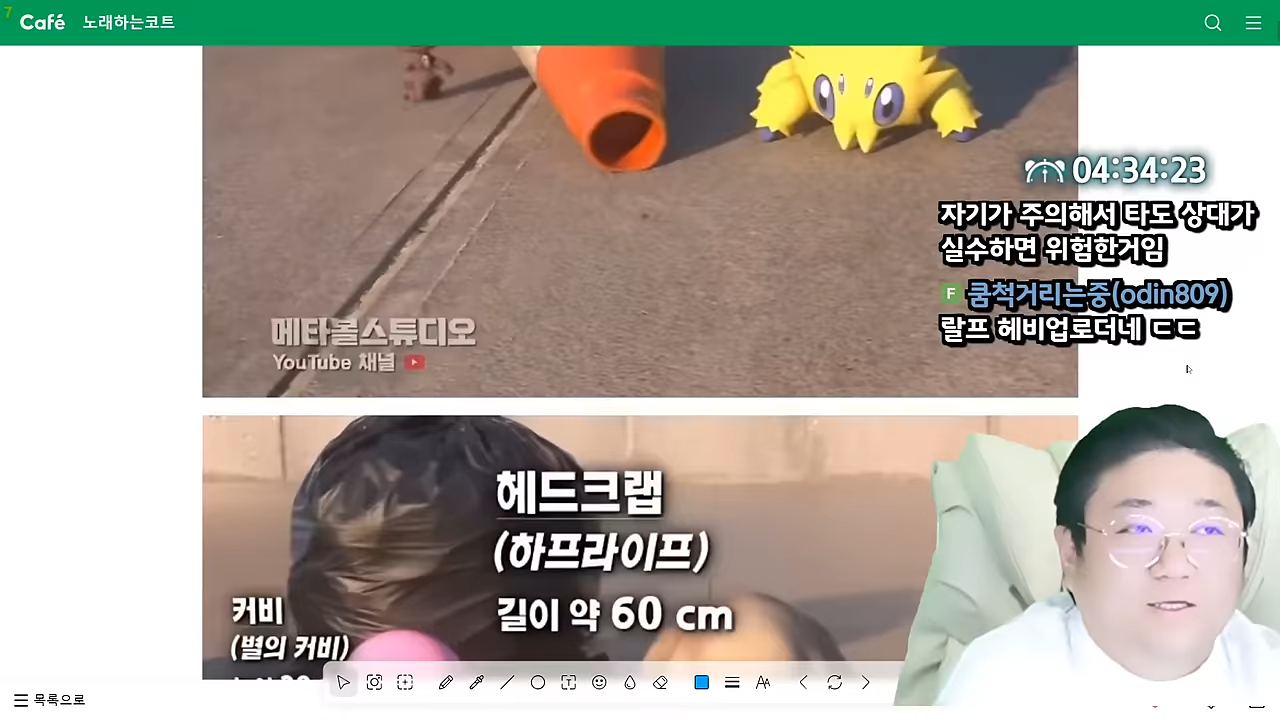 7
Café 노래하는코트
04:34:23
자기가 주의해서 타도 상대가
실수하면 위험한거임
F 쿰척거리는중(odin809)
랄프 헤비업로더네 ㄷㄷ
메타몰스튜디오
YouTube 채널
헤드크랩
(하프라이프)
길이 약 60 cm
커비
(별의 커비)
목록으로